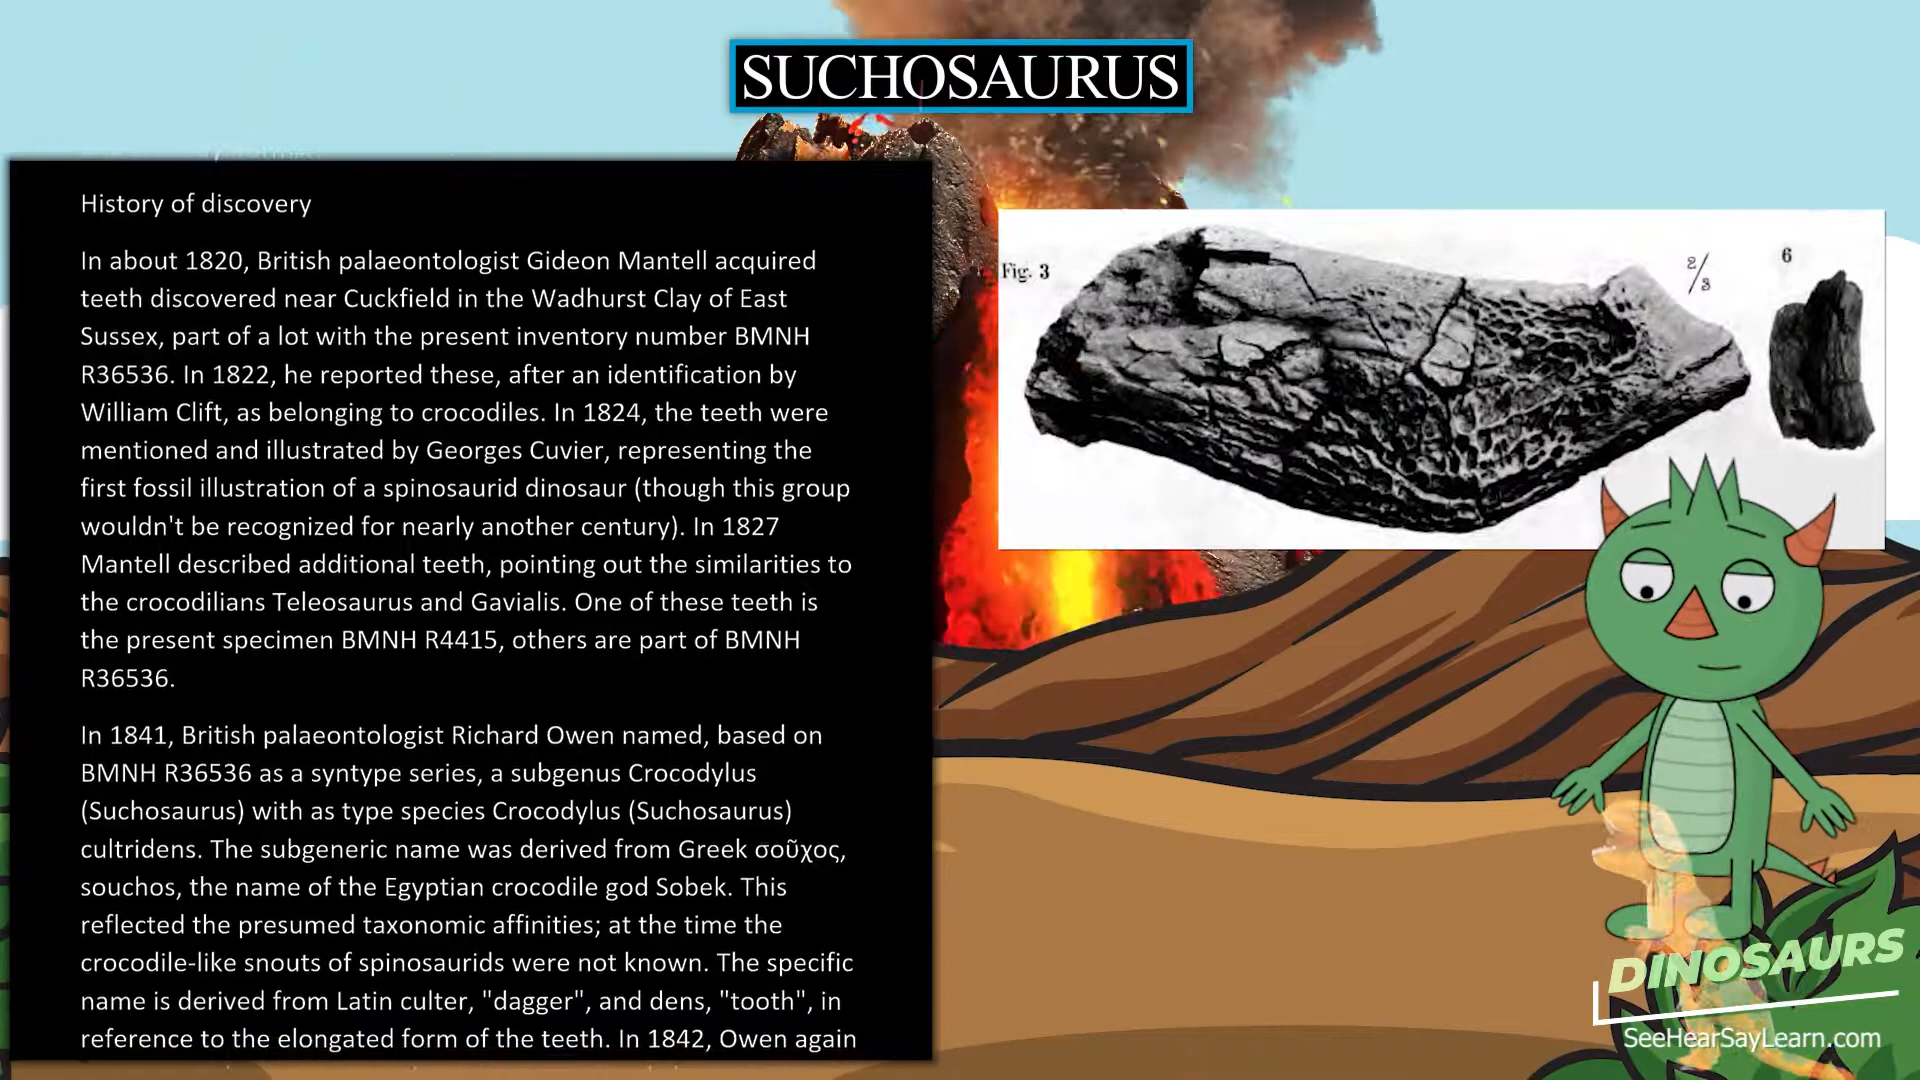 SUCHOSAURUS
History of discovery
In about 1820, British palaeontologist Gideon Mantell acquired
teeth discovered near Cuckfield in the Wadhurst Clay of East
Sussex, part of a lot with the present inventory number BMNH
R36536. In 1822, he reported these, after an identification by
William Clift, as belonging to crocodiles. In 1824, the teeth were
mentioned and illustrated by Georges Cuvier, representing the
first fossil illustration of a spinosaurid dinosaur (though this group
wouldn't be recognized for nearly another century). In 1827
Mantell described additional teeth, pointing out the similarities to
the crocodilians Teleosaurus and Gavialis. One of these teeth is
the present specimen BMNH R4415, others are part of BMNH
R36536.
In 1841, British palaeontologist Richard Owen named, based on
BMNH R36536 as a syntype series, a subgenus Crocodylus
(Suchosaurus) with as type species Crocodylus (Suchosaurus)
cultridens. The subgeneric name was derived from Greek σοῦχος,
souchos, the name of the Egyptian crocodile god Sobek. This
reflected the presumed taxonomic affinities; at the time the
crocodile-like snouts of spinosaurids were not known. The specific
name is derived from Latin culter, "dagger", and dens, "tooth", in
reference to the elongated form of the teeth. In 1842, Owen again
Fig. 3
2/3
6
DINOSAURS
SeeHearSayLearn.com